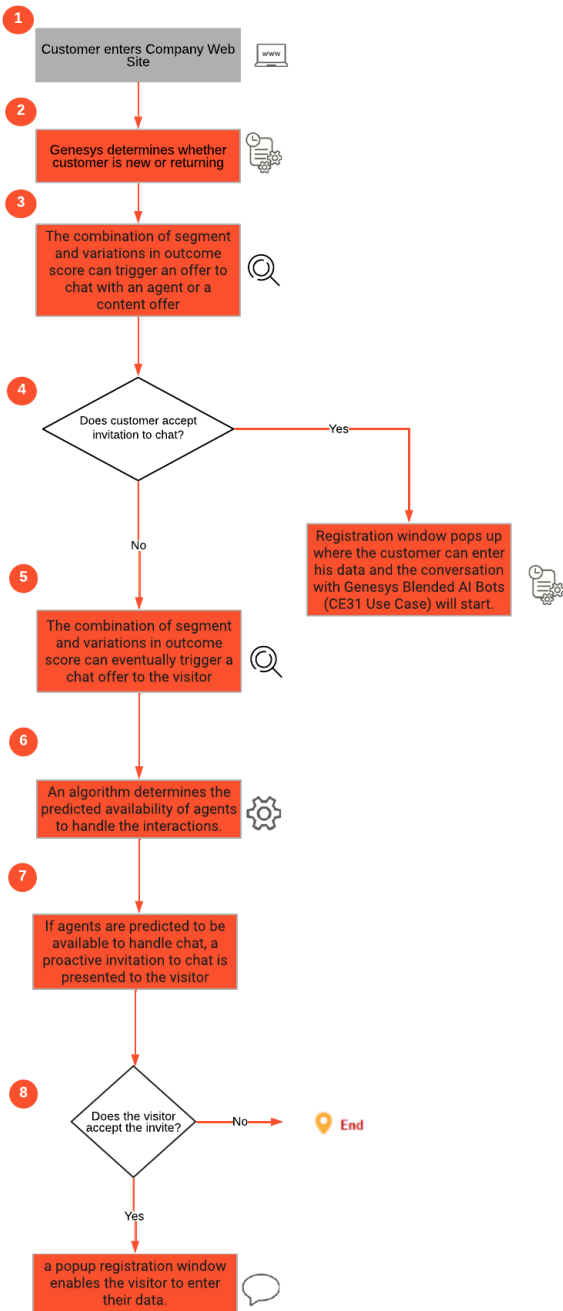 1
Customer enters Company Web
Site
www
2
Genesys determines whether
customer is new or returning
3
The combination of segment
and variations in outcome
score can trigger an offer to
chat with an agent or a
content offer
4
Does customer accept
invitation to chat?
Yes
No
Registration window pops up
where the customer can enter
his data and the conversation
with Genesys Blended AI Bots
(CE31 Use Case) will start.
5
The combination of segment
and variations in outcome
score can eventually trigger a
chat offer to the visitor
6
An algorithm determines the
predicted availability of agents
to handle the interactions.
7
If agents are predicted to be
available to handle chat, a
proactive invitation to chat is
presented to the visitor
8
Does the visitor
accept the invite?
No
End
Yes
a popup registration window
enables the visitor to enter
their data.